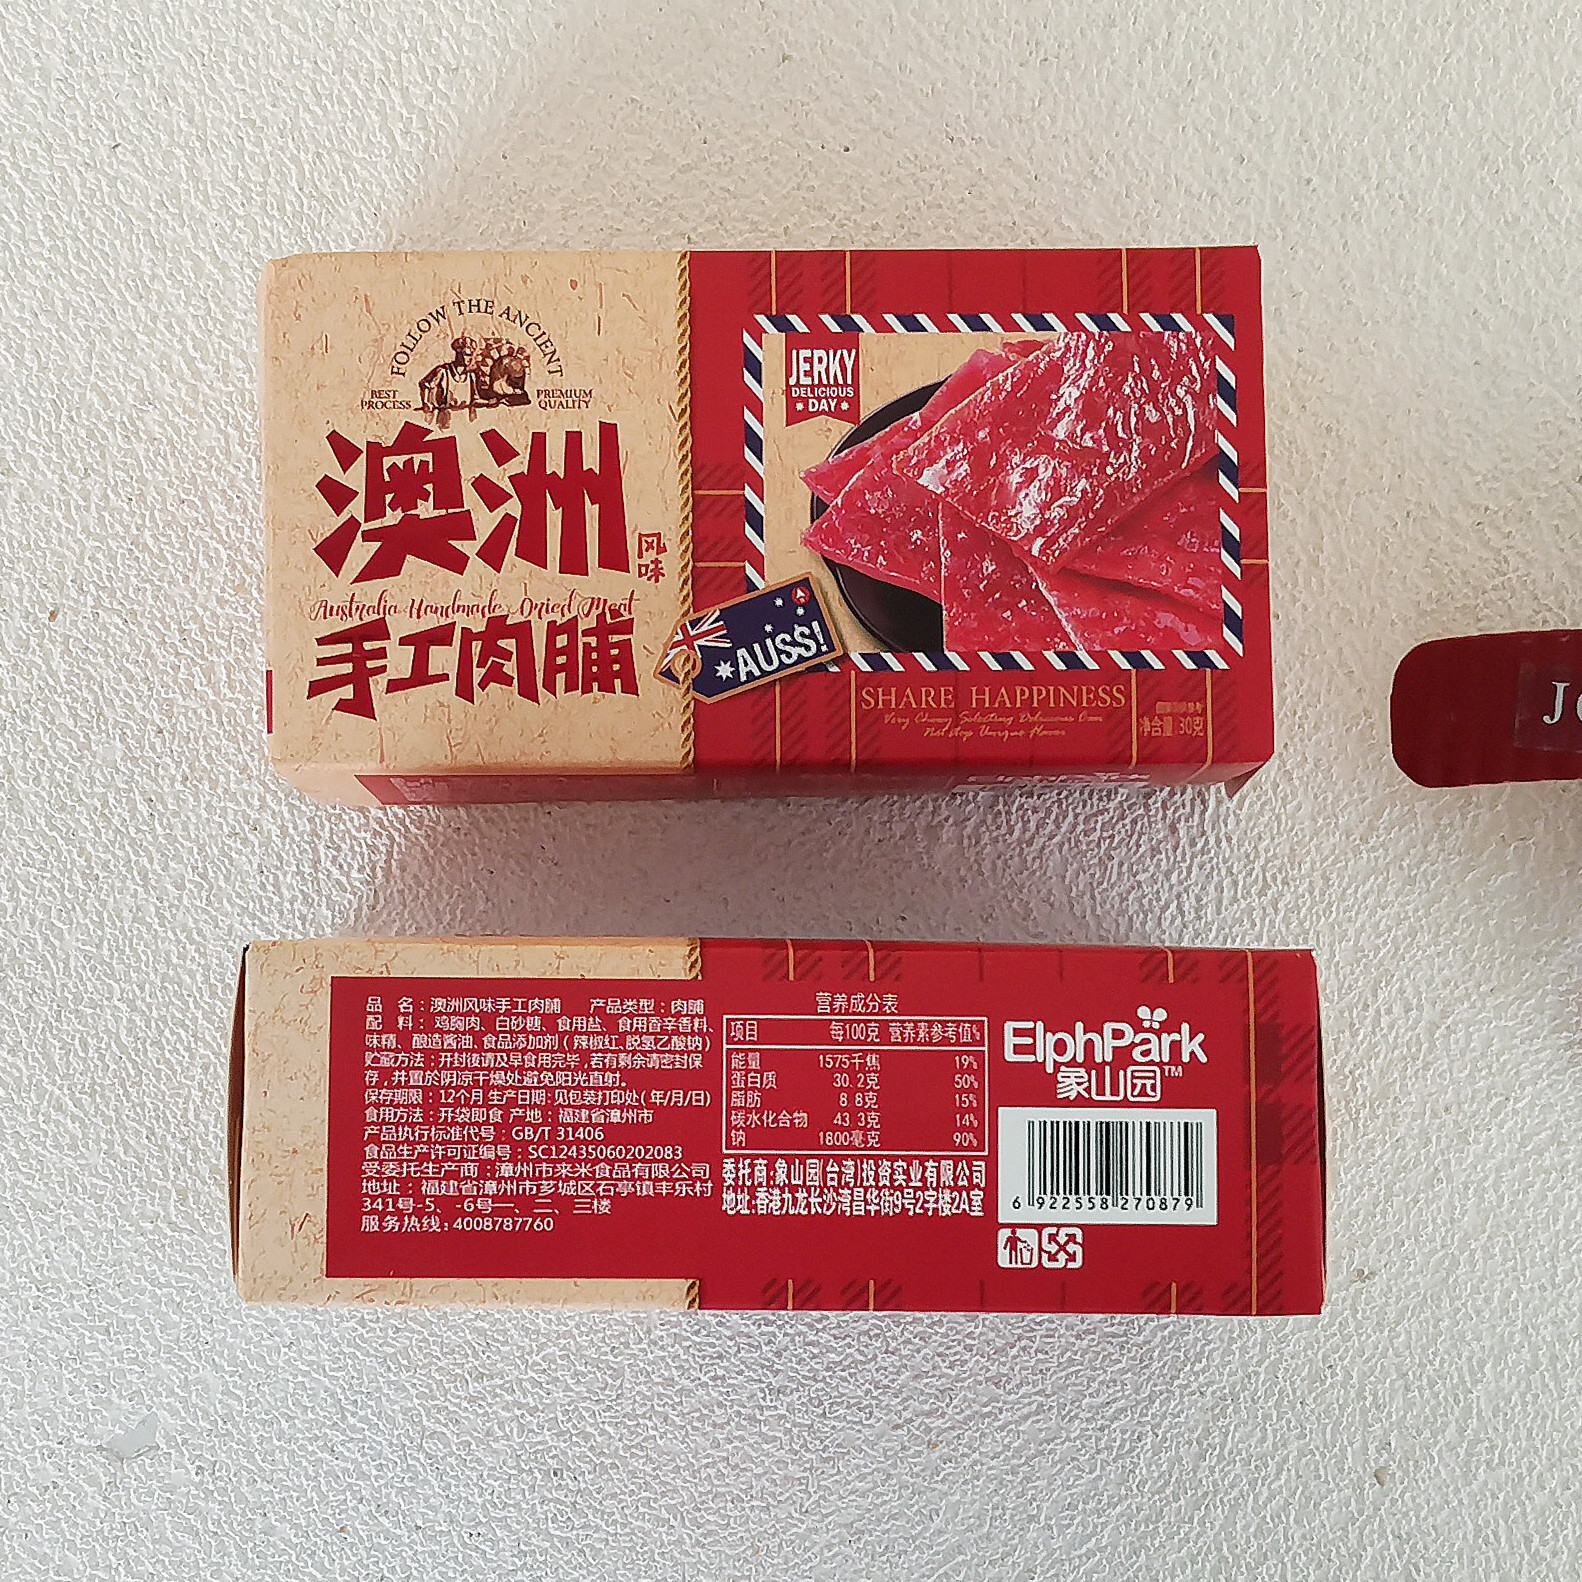 FOLLOW THE ANCIENT
BEST PROCESS
PREMIUM QUALITY
澳洲
风味
Australia Handmade Dried Meat
手工肉脯
JERKY
DELICIOUS
DAY
AUSS!
SHARE HAPPINESS
净含量:30克
品 名:澳洲风味手工肉脯 产品类型:肉脯
配 料:鸡胸肉、白砂糖、食用盐、食用香辛香料、
味精、酿造酱油、食品添加剂(辣椒红、脱氢乙酸钠)
贮藏方法:开封後请及早食用完毕,若有剩余请密封保
存,并置於阴凉干燥处避免阳光直射。
保存期限:12个月 生产日期:见包装打印处(年/月/日)
食用方法:开袋即食 产地:福建省漳州市
产品执行标准代号:GB/T 31406
食品生产许可证编号:SC12435060202083
受委托生产商:漳州市来米食品有限公司
地址:福建省漳州市芗城区石亭镇丰乐村
341号-5、-6号一、二、三楼
服务热线:4008787760
营养成分表
项目 每100克 营养素参考值%
能量 1575千焦 19%
蛋白质 30.2克 50%
脂肪 8.8克 15%
碳水化合物 43.3克 14%
钠 1800毫克 90%
委托商:象山园(台湾)投资实业有限公司
地址:香港九龙长沙湾昌华街9号2字楼2A室
ElphPark
象山园™
6 922558 270879